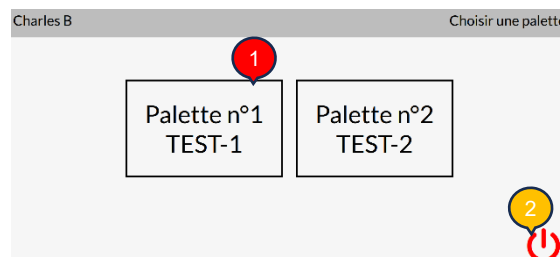 Charles B
Choisir une palette
1
Palette n°1
TEST-1
Palette n°2
TEST-2
2